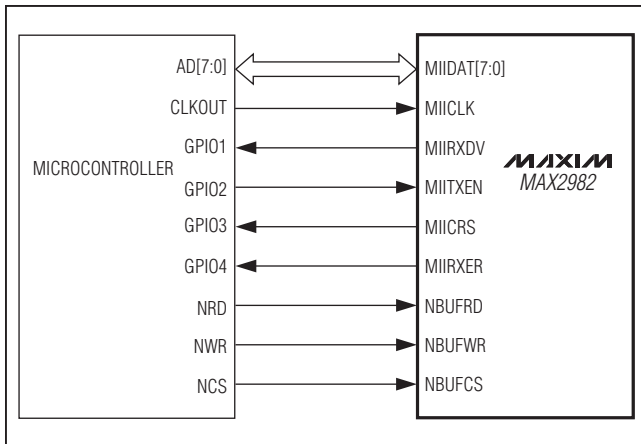 AD[7:0] MIIDAT[7:0]
CLKOUT MIICLK
GPIO1 MIIRXDV
MICROCONTROLLER MAXIM
GPIO2 MIITXEN MAX2982
GPIO3 MIICRS
GPIO4 MIIRXER
NRD NBUFRD
NWR NBUFWR
NCS NBUFCS